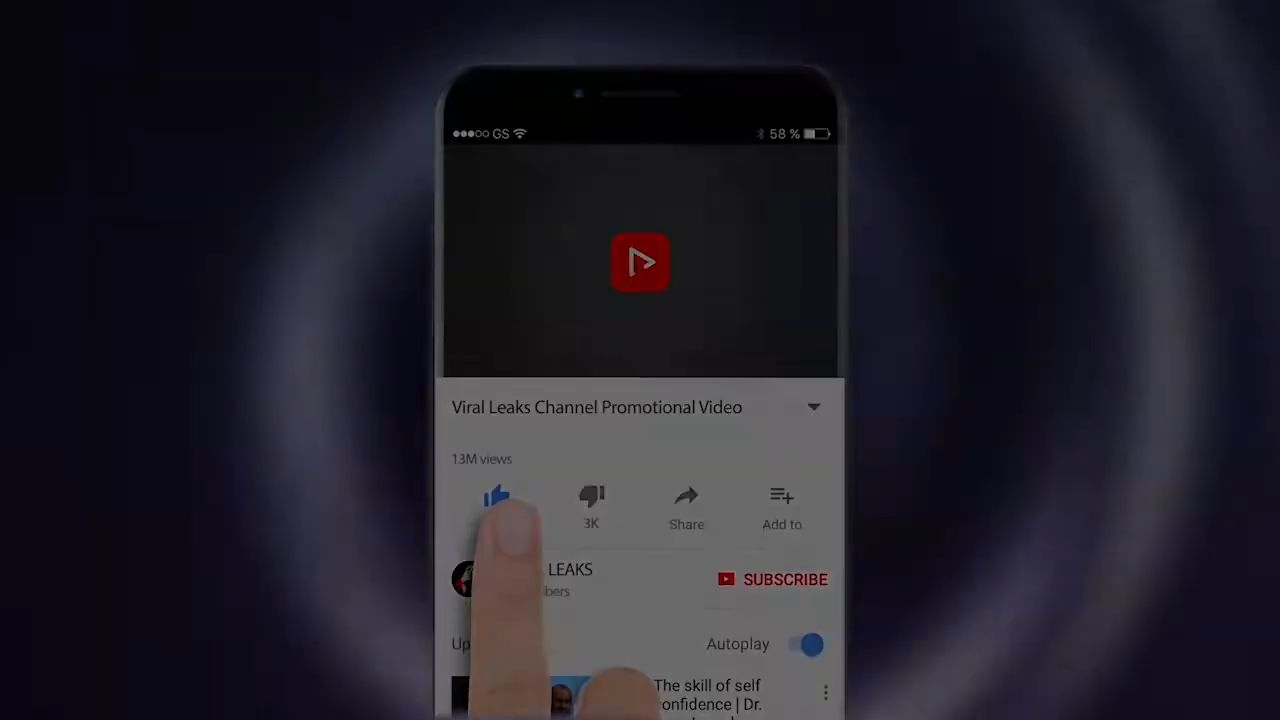 GS
58 %
Viral Leaks Channel Promotional Video
13M views
3K
Share
Add to
LEAKS
SUBSCRIBE
Autoplay
The skill of self
confidence | Dr.